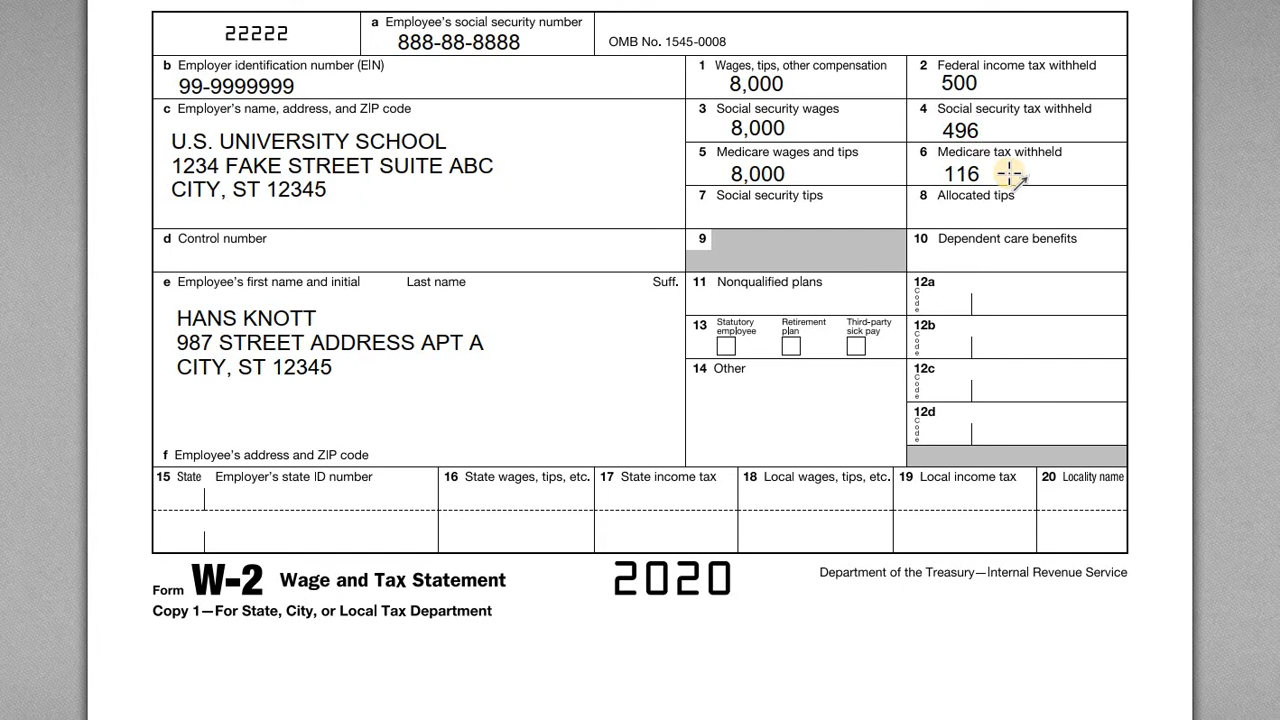 22222
a Employee's social security number
888-88-8888
OMB No. 1545-0008
b Employer identification number (EIN)
99-9999999
1 Wages, tips, other compensation
8,000
2 Federal income tax withheld
500
c Employer's name, address, and ZIP code
U.S. UNIVERSITY SCHOOL
1234 FAKE STREET SUITE ABC
CITY, ST 12345
3 Social security wages
8,000
4 Social security tax withheld
496
5 Medicare wages and tips
8,000
6 Medicare tax withheld
116
7 Social security tips
8 Allocated tips
d Control number
9
10 Dependent care benefits
e Employee's first name and initial Last name Suff.
HANS KNOTT
987 STREET ADDRESS APT A
CITY, ST 12345
f Employee's address and ZIP code
11 Nonqualified plans
12a
Code
13 Statutory employee Retirement plan Third-party sick pay
12b
Code
14 Other
12c
Code
12d
Code
15 State Employer's state ID number
16 State wages, tips, etc.
17 State income tax
18 Local wages, tips, etc.
19 Local income tax
20 Locality name
Form W-2 Wage and Tax Statement
2020
Department of the Treasury—Internal Revenue Service
Copy 1—For State, City, or Local Tax Department